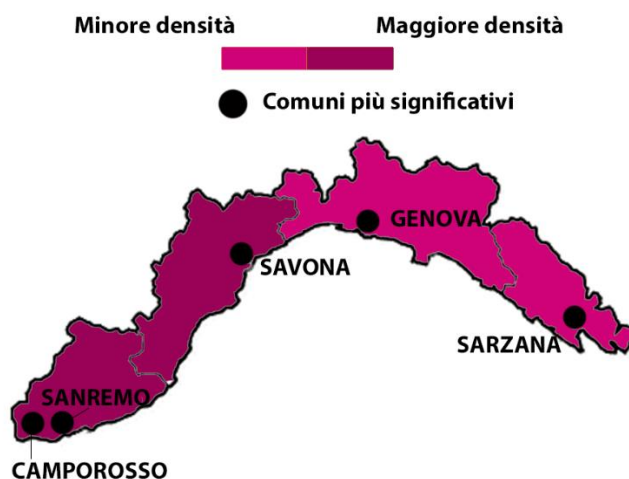 Minore densità Maggiore densità
Comuni più significativi
GENOVA
SAVONA
SARZANA
SANREMO
CAMPOROSSO